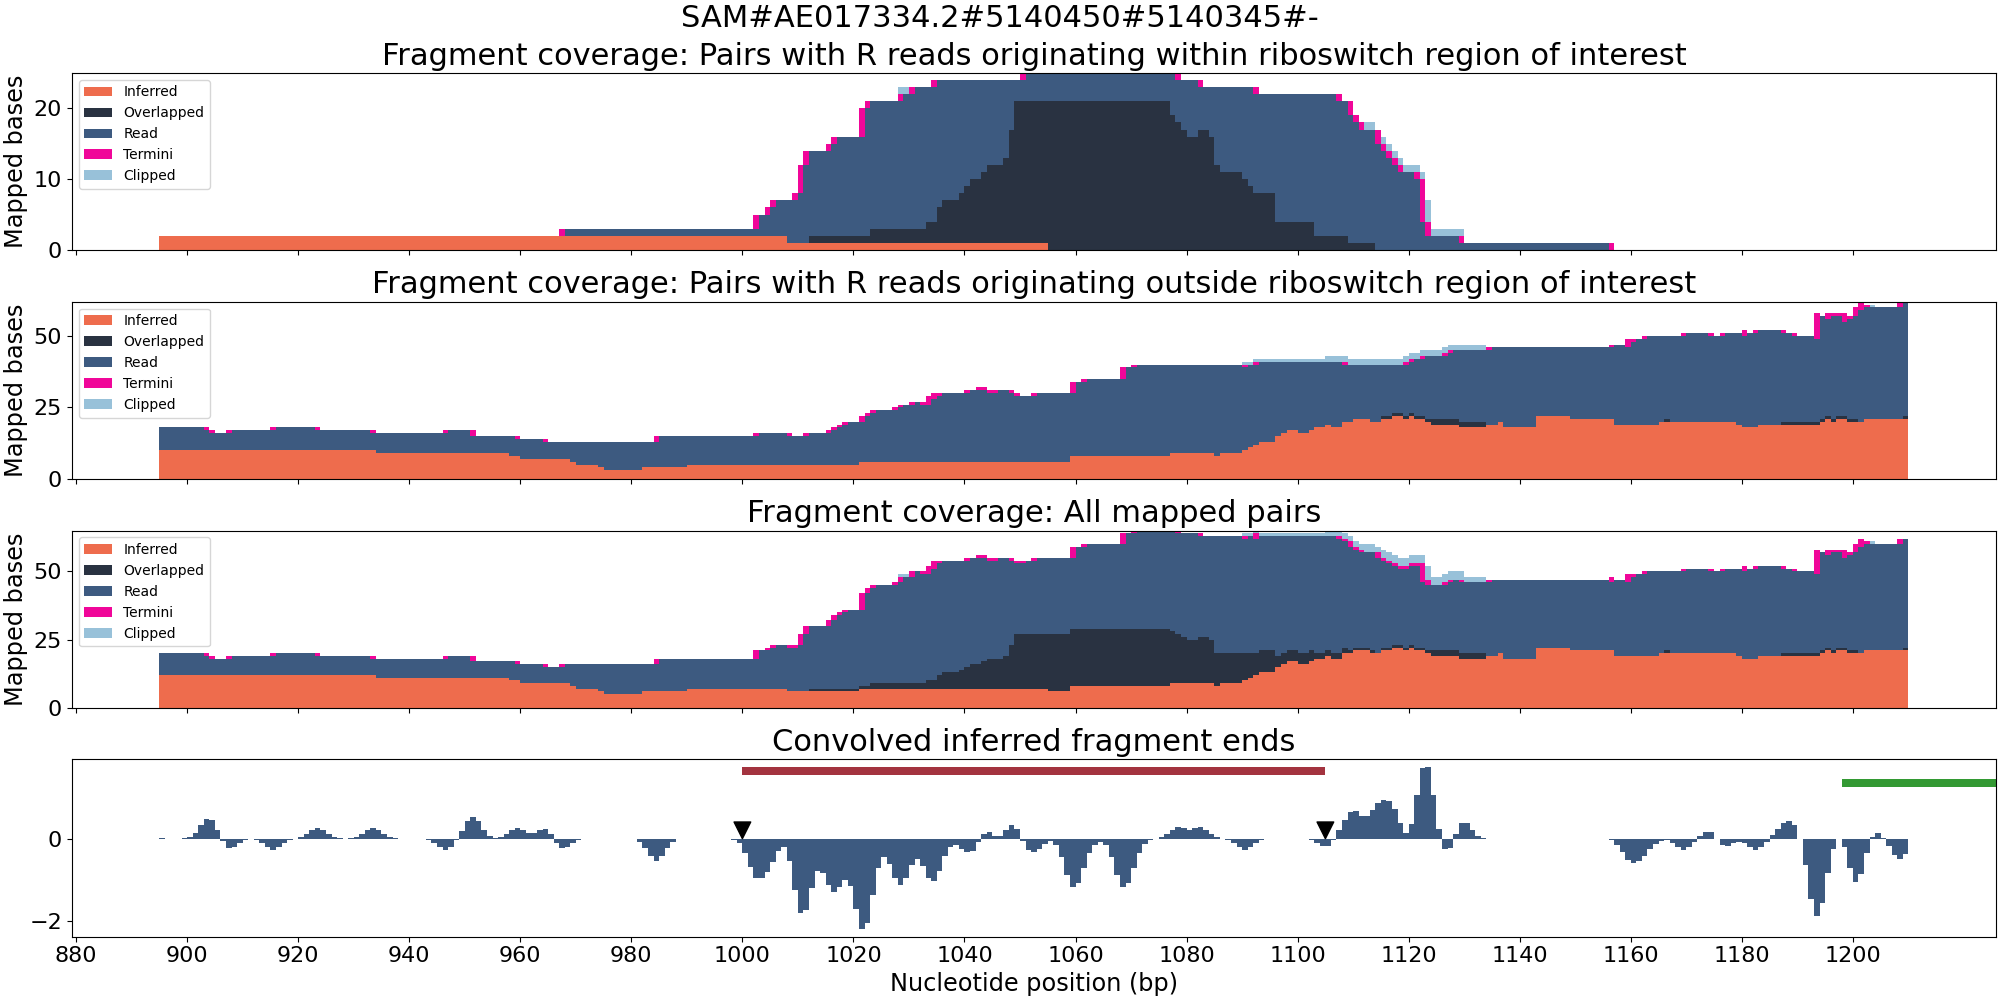 SAM#AE017334.2#5140450#5140345#-
Fragment coverage: Pairs with R reads originating within riboswitch region of interest
Mapped bases
20
10
0
Inferred
Overlapped
Read
Termini
Clipped
Fragment coverage: Pairs with R reads originating outside riboswitch region of interest
Mapped bases
50
25
0
Inferred
Overlapped
Read
Termini
Clipped
Fragment coverage: All mapped pairs
Mapped bases
50
25
0
Inferred
Overlapped
Read
Termini
Clipped
Convolved inferred fragment ends
0
−2
880 900 920 940 960 980 1000 1020 1040 1060 1080 1100 1120 1140 1160 1180 1200
Nucleotide position (bp)